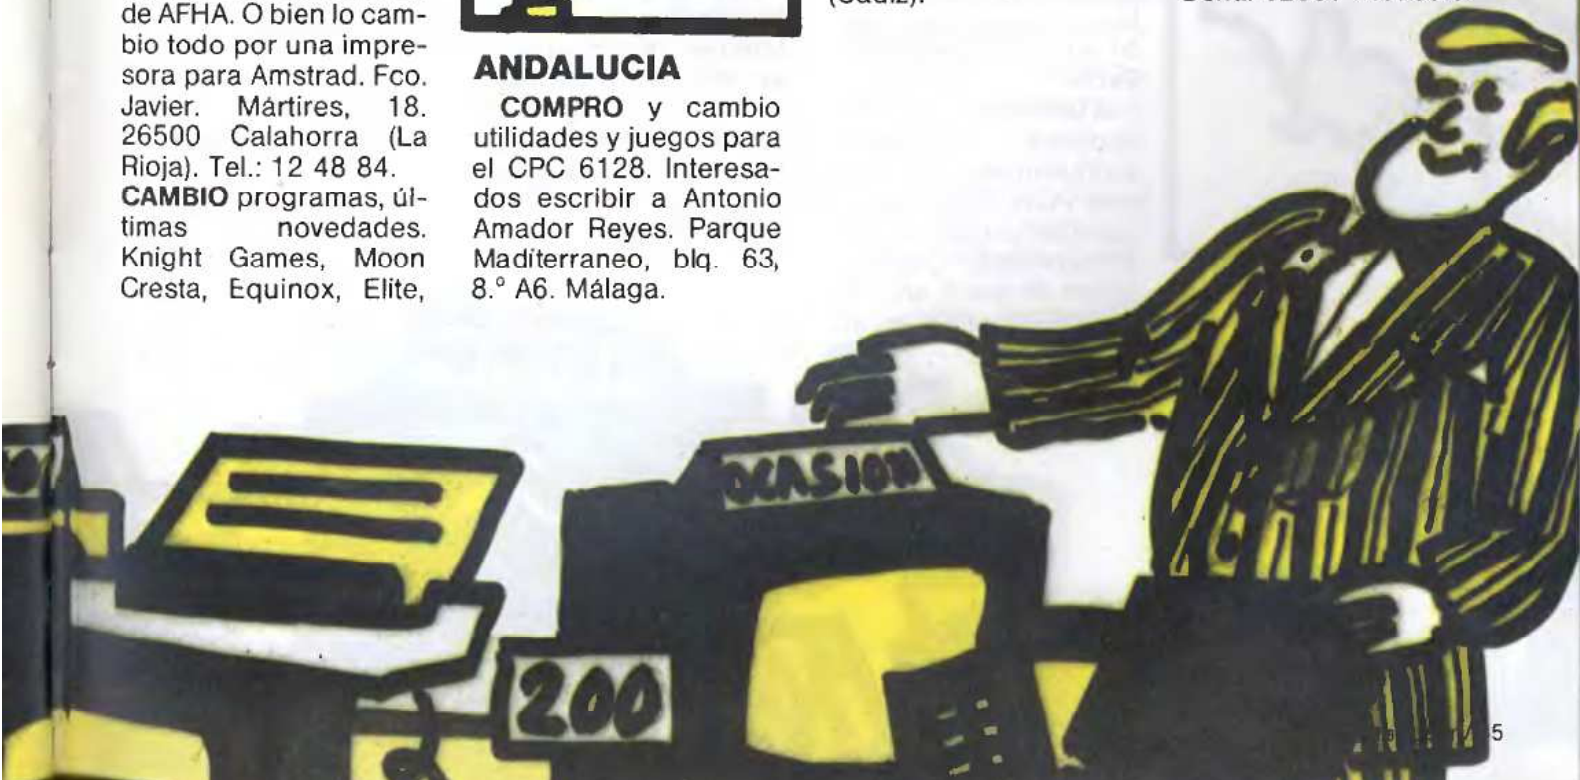 de AFHA. O bien lo cam-
bio todo por una impre-
sora para Amstrad. Fco.
Javier. Mártires, 18.
26500 Calahorra (La
Rioja). Tel.: 12 48 84.
CAMBIO programas, úl-
timas novedades.
Knight Games, Moon
Cresta, Equinox, Elite,
ANDALUCIA
COMPRO y cambio
utilidades y juegos para
el CPC 6128. Interesa-
dos escribir a Antonio
Amador Reyes. Parque
Madíterraneo, blq. 63,
8.º A6. Málaga.
(Cádiz).
OCASION
200